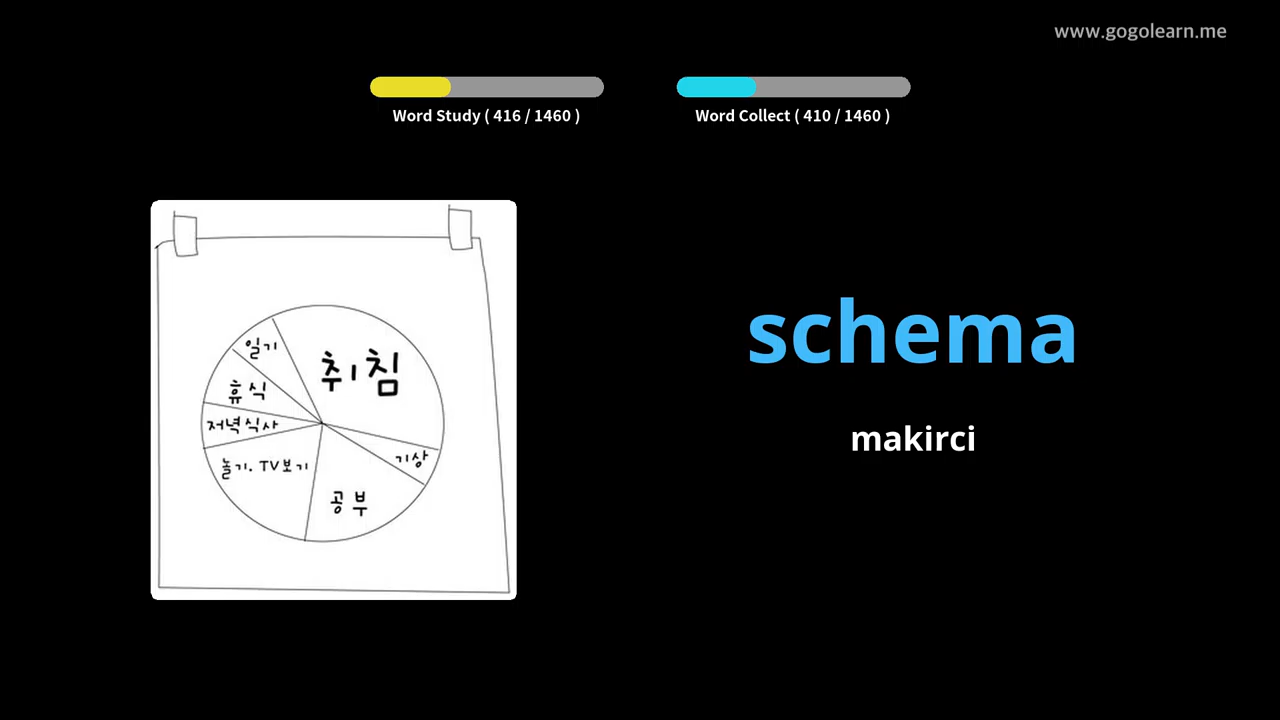 www.gogolearn.me
Word Study ( 416 / 1460 )
Word Collect ( 410 / 1460 )
일기
취침
휴식
저녁식사
놀기. TV보기
기상
공부
schema
makirci